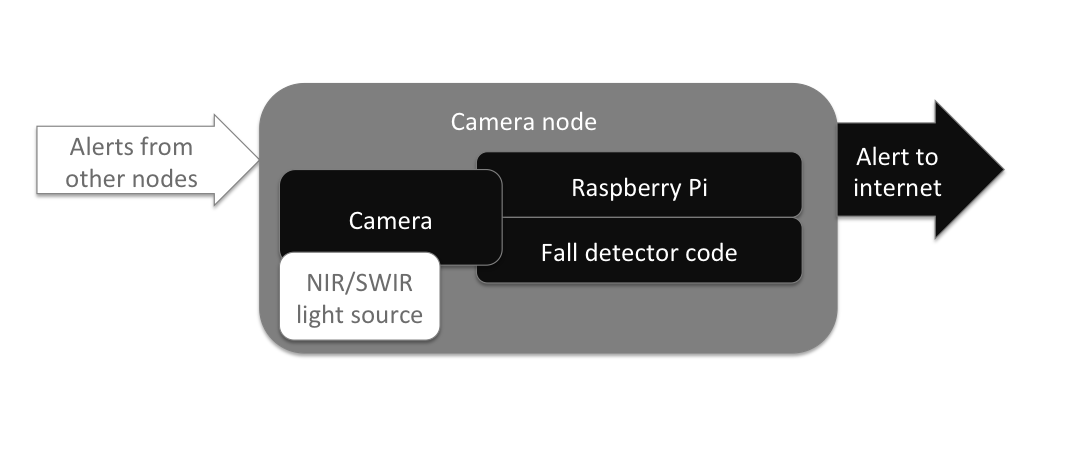 Camera node
Alerts from
other nodes
Camera
Raspberry Pi
Fall detector code
NIR/SWIR
light source
Alert to
internet